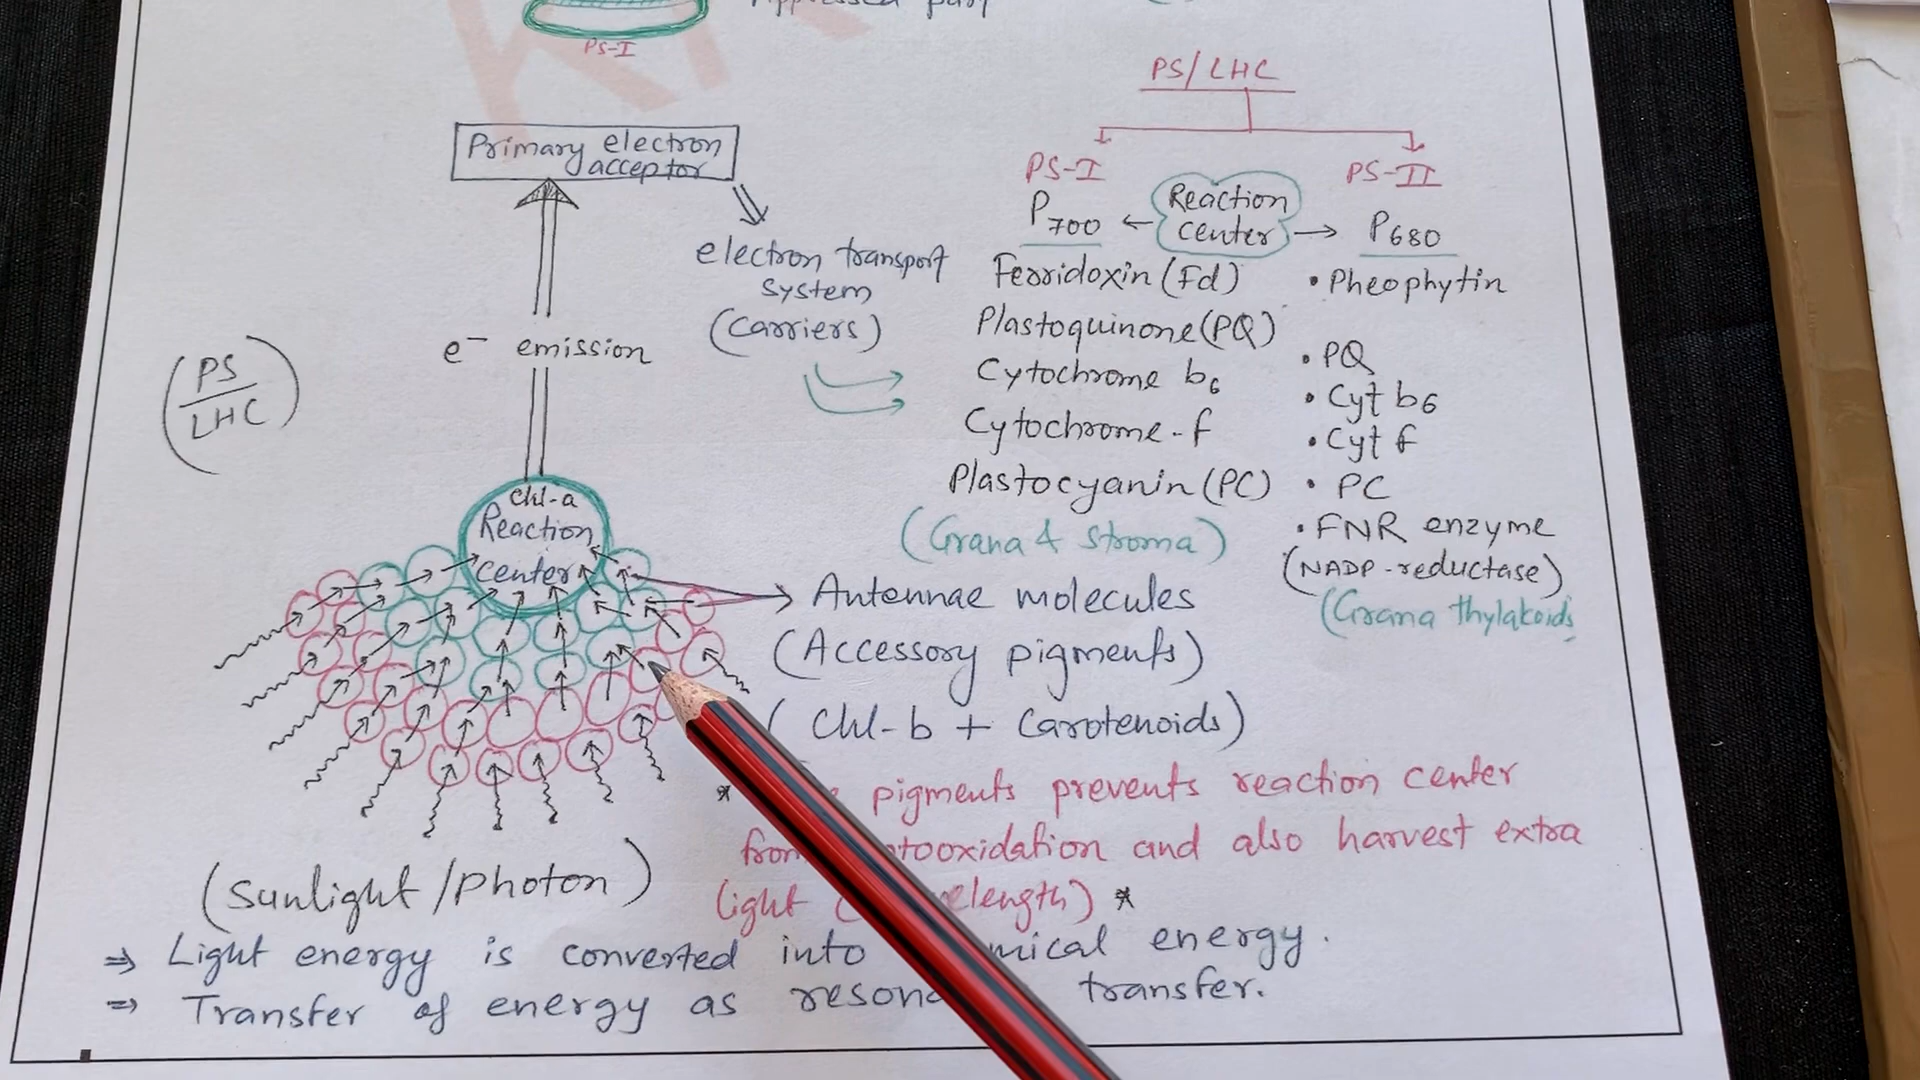 PS-I
PS/LHC
PS-I
PS-II
Reaction
center
P700
P680
Primary electron
acceptor
electron transport
system
(Carriers)
e⁻ emission
PS
LHC
Ferridoxin (Fd)
Plastoquinone (PQ)
Cytochrome b6
Cytochrome-f
Plastocyanin (PC)
(Grana & Stroma)
• Pheophytin
• PQ
• Cyt b6
• Cyt f
• PC
• FNR enzyme
(NADP-reductase)
(Grana thylakoids
Chl-a
Reaction
center
Antennae molecules
(Accessory pigments)
(Chl-b + Carotenoids)
* pigments prevents reaction center
and also harvest extra
light *
(Sunlight/Photon)
⇒ Light energy is converted into energy.
⇒ Transfer of energy as transfer.